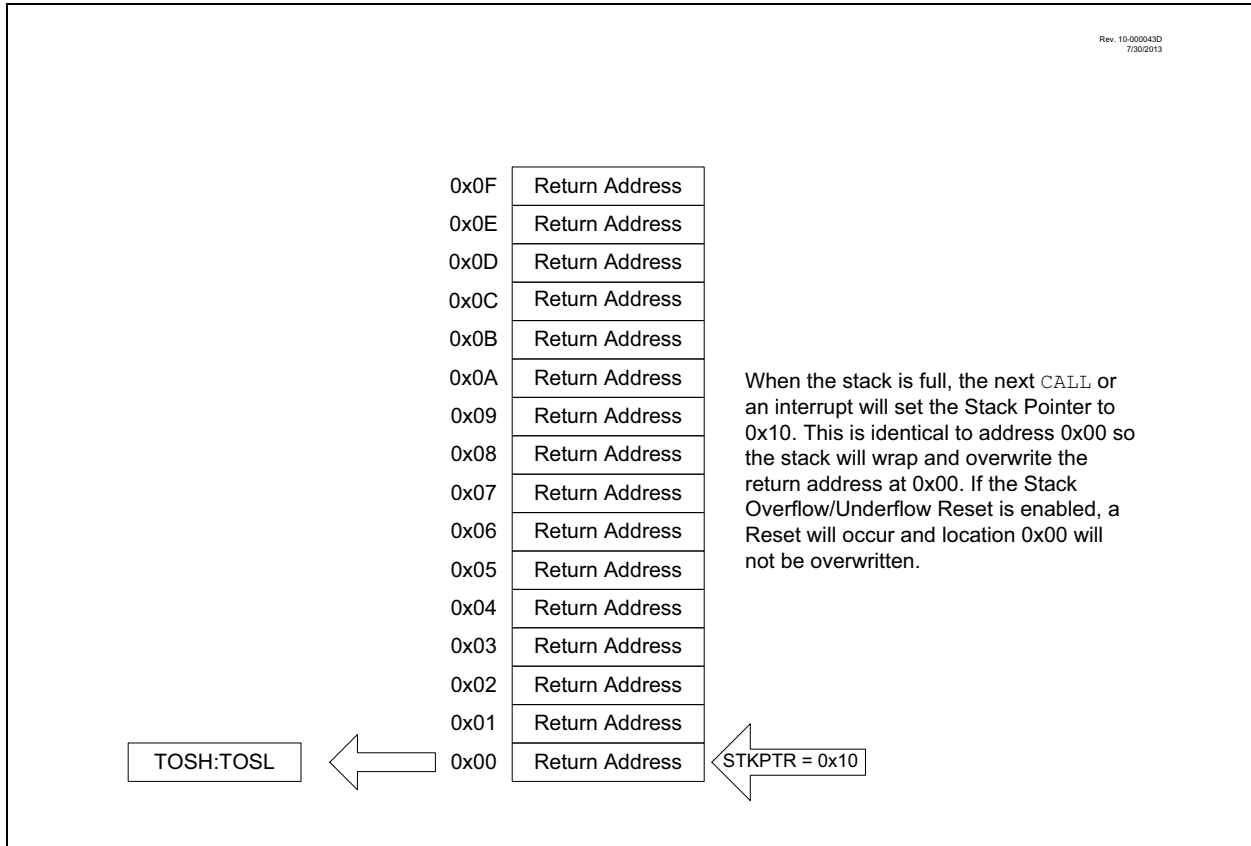 Rev. 10-000043D
7/30/2013
0x0F Return Address
0x0E Return Address
0x0D Return Address
0x0C Return Address
0x0B Return Address
0x0A Return Address
0x09 Return Address
0x08 Return Address
0x07 Return Address
0x06 Return Address
0x05 Return Address
0x04 Return Address
0x03 Return Address
0x02 Return Address
0x01 Return Address
TOSH:TOSL 0x00 Return Address STKPTR = 0x10
When the stack is full, the next CALL or
an interrupt will set the Stack Pointer to
0x10. This is identical to address 0x00 so
the stack will wrap and overwrite the
return address at 0x00. If the Stack
Overflow/Underflow Reset is enabled, a
Reset will occur and location 0x00 will
not be overwritten.